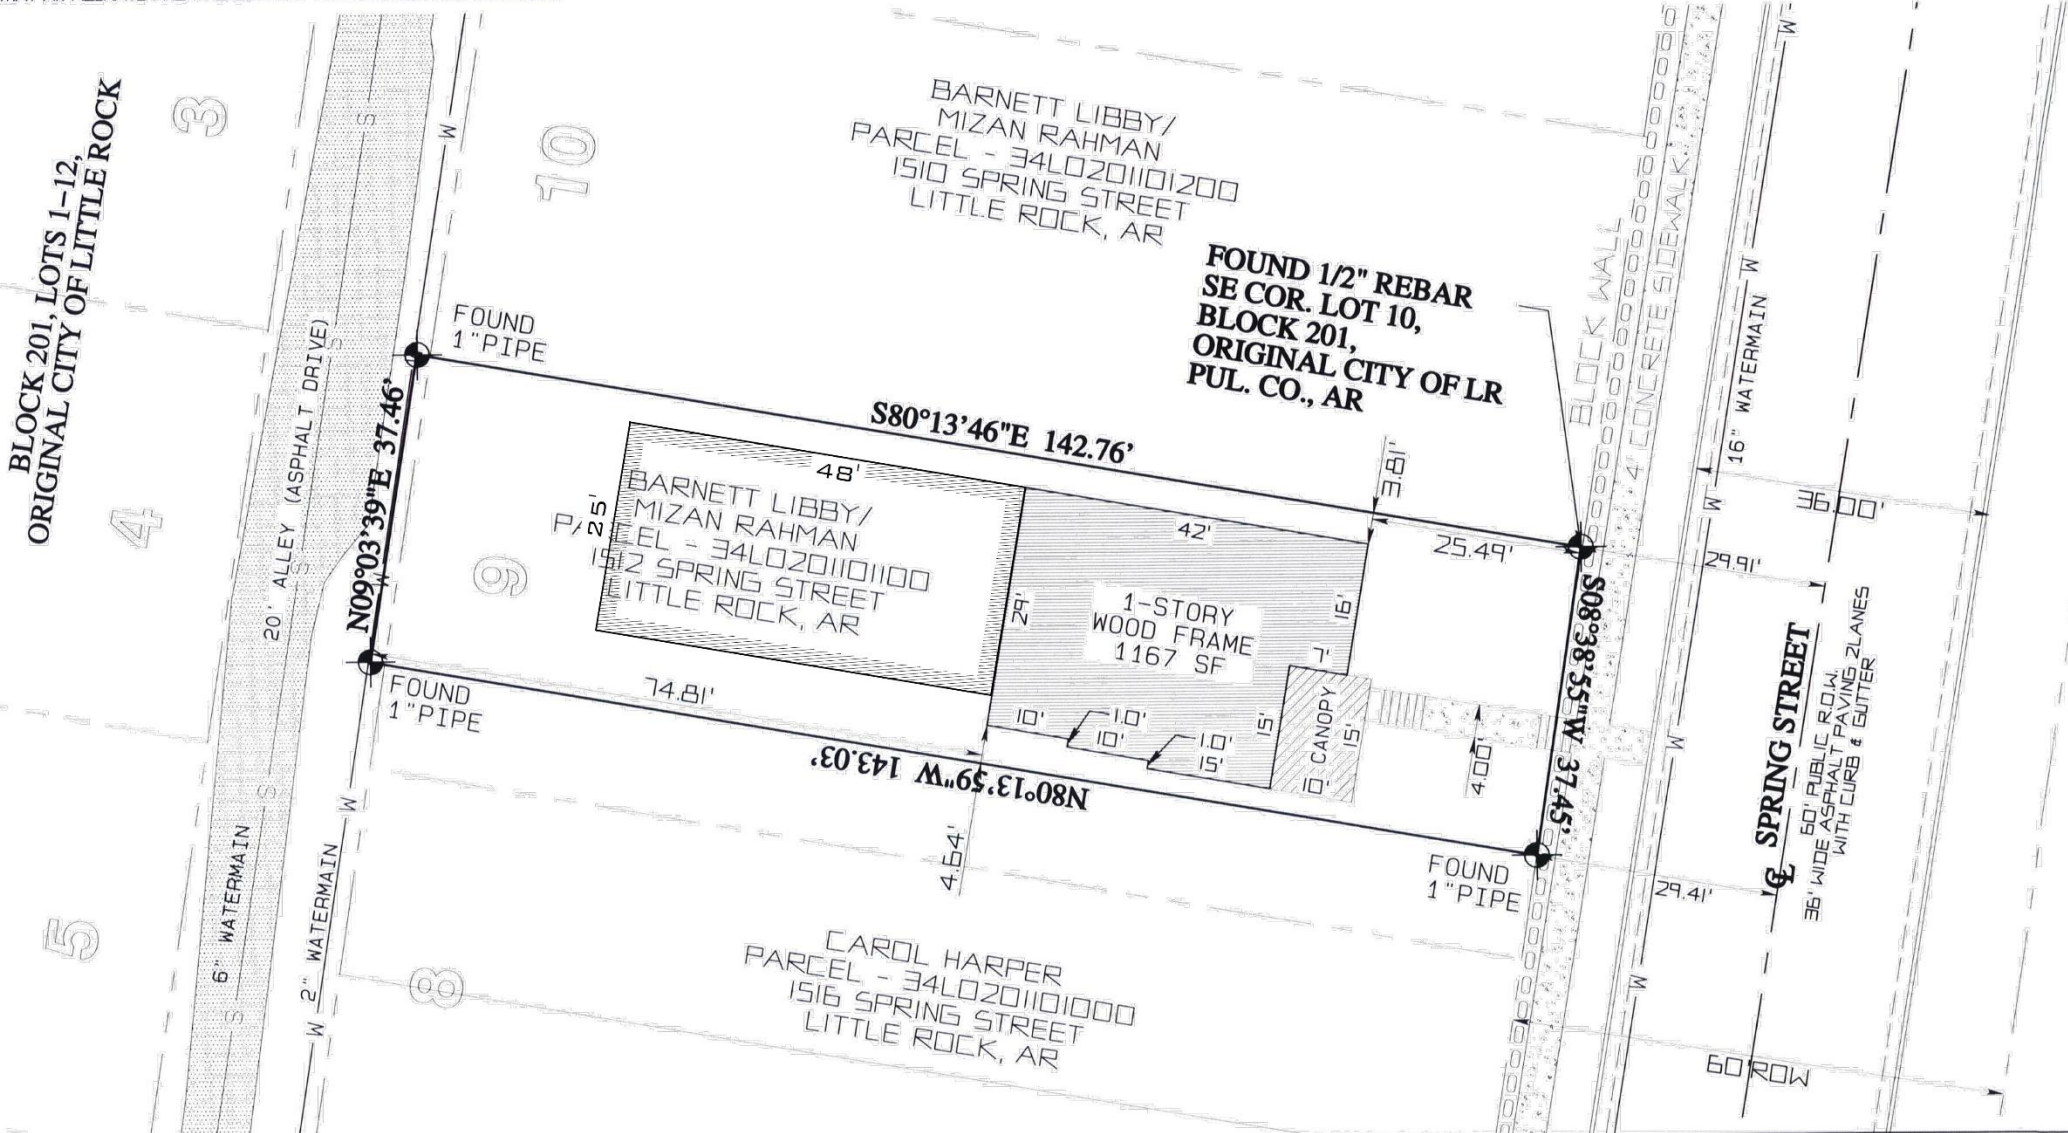 BLOCK 201, LOTS 1-12,
ORIGINAL CITY OF LITTLE ROCK
3
4
5
20' ALLEY (ASPHALT DRIVE)
6" WATERMAIN
2" WATERMAIN
S
S
S
S
S
S
W
W
W
W
10
BARNETT LIBBY/
MIZAN RAHMAN
PARCEL - 34L0201101200
1510 SPRING STREET
LITTLE ROCK, AR
FOUND 1/2" REBAR
SE COR. LOT 10,
BLOCK 201,
ORIGINAL CITY OF LR
PUL. CO., AR
FOUND
1"PIPE
S80°13'46"E 142.76'
N09°03'39"E 37.46'
9
48'
25'
BARNETT LIBBY/
MIZAN RAHMAN
EL - 34L0201101100
1512 SPRING STREET
LITTLE ROCK, AR
42'
29'
16'
7'
1-STORY
WOOD FRAME
1167 SF
10'
1.0'
10'
1.0'
15'
15'
10'
CANOPY
15'
3.81'
25.49'
4.00'
S08°38'55"W 37.45'
FOUND
1"PIPE
74.81'
N80°13'59"W 143.03'
4.64'
FOUND
1"PIPE
8
CAROL HARPER
PARCEL - 34L0201101000
1516 SPRING STREET
LITTLE ROCK, AR
BLOCK WALL
4' CONCRETE SIDEWALK
16" WATERMAIN
W
W
W
W
W
36.00'
29.91'
29.41'
℄ SPRING STREET
36' WIDE 60' PUBLIC R.O.W.
ASPHALT PAVING 2LANES
WITH CURB & GUTTER
60'ROW